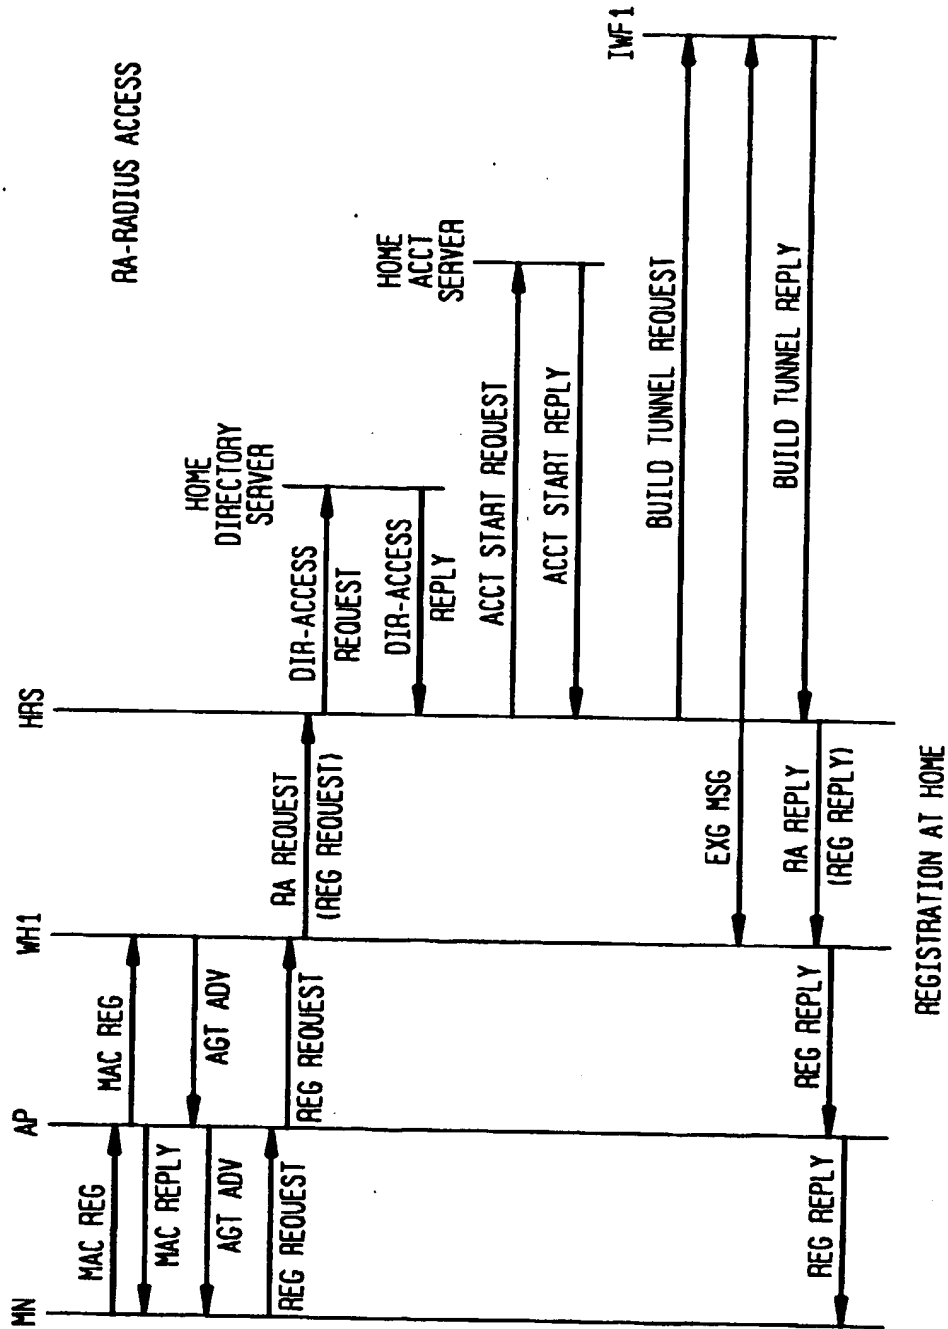 RA-RADIUS ACCESS
MN
AP
WH1
HRS
HOME
DIRECTORY
SERVER
HOME
ACCT
SERVER
IWF1
MAC REG
MAC REG
MAC REPLY
AGT ADV
AGT ADV
REG REQUEST
REG REQUEST
RA REQUEST
(REG REQUEST)
DIR-ACCESS
REQUEST
DIR-ACCESS
REPLY
ACCT START REQUEST
ACCT START REPLY
BUILD TUNNEL REQUEST
EXG MSG
BUILD TUNNEL REPLY
RA REPLY
(REG REPLY)
REG REPLY
REG REPLY
REGISTRATION AT HOME